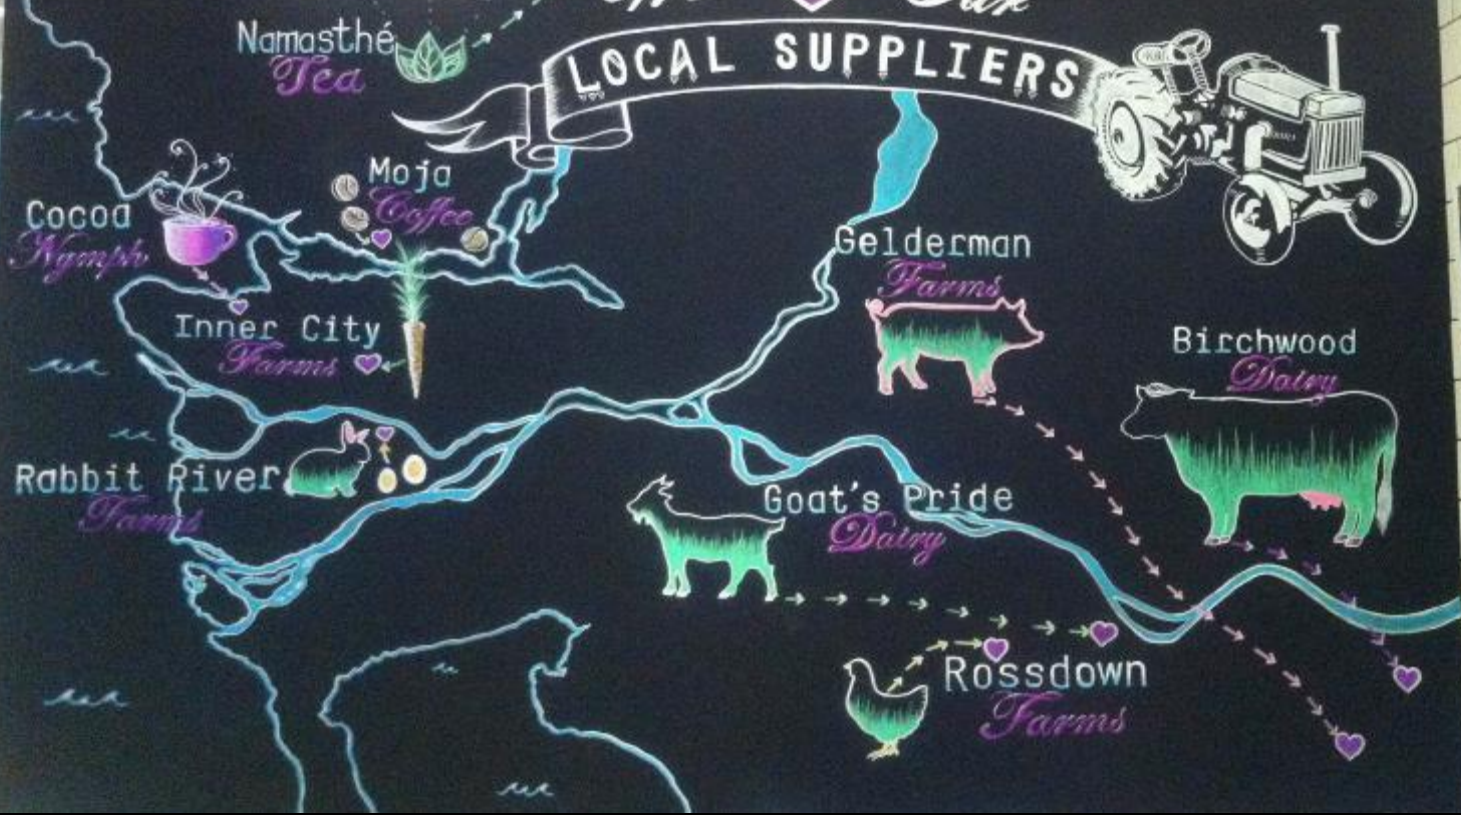 LOCAL SUPPLIERS
Namasthé
Tea
Moja
Coffee
Cocoa
Nymph
Gelderman
Farms
Inner City
Farms
Birchwood
Dairy
Rabbit River
Farms
Goat's Pride
Dairy
Rossdown
Farms